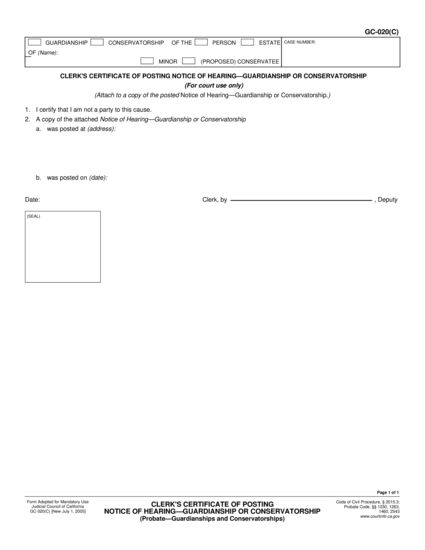 GC-020(C)
GUARDIANSHIP CONSERVATORSHIP OF THE PERSON ESTATE CASE NUMBER:
OF (Name):
MINOR (PROPOSED) CONSERVATEE
CLERK'S CERTIFICATE OF POSTING NOTICE OF HEARING—GUARDIANSHIP OR CONSERVATORSHIP
(For court use only)
(Attach to a copy of the posted Notice of Hearing—Guardianship or Conservatorship.)
1. I certify that I am not a party to this cause.
2. A copy of the attached Notice of Hearing—Guardianship or Conservatorship
a. was posted at (address):
b. was posted on (date):
Date: Clerk, by , Deputy
(SEAL)
Page 1 of 1
Form Adopted for Mandatory Use
Judicial Council of California
GC-020(C) [New July 1, 2005]
CLERK'S CERTIFICATE OF POSTING
NOTICE OF HEARING—GUARDIANSHIP OR CONSERVATORSHIP
(Probate—Guardianships and Conservatorships)
Code of Civil Procedure, § 2015.3;
Probate Code, §§ 1230, 1263,
1460, 2543
www.courtinfo.ca.gov